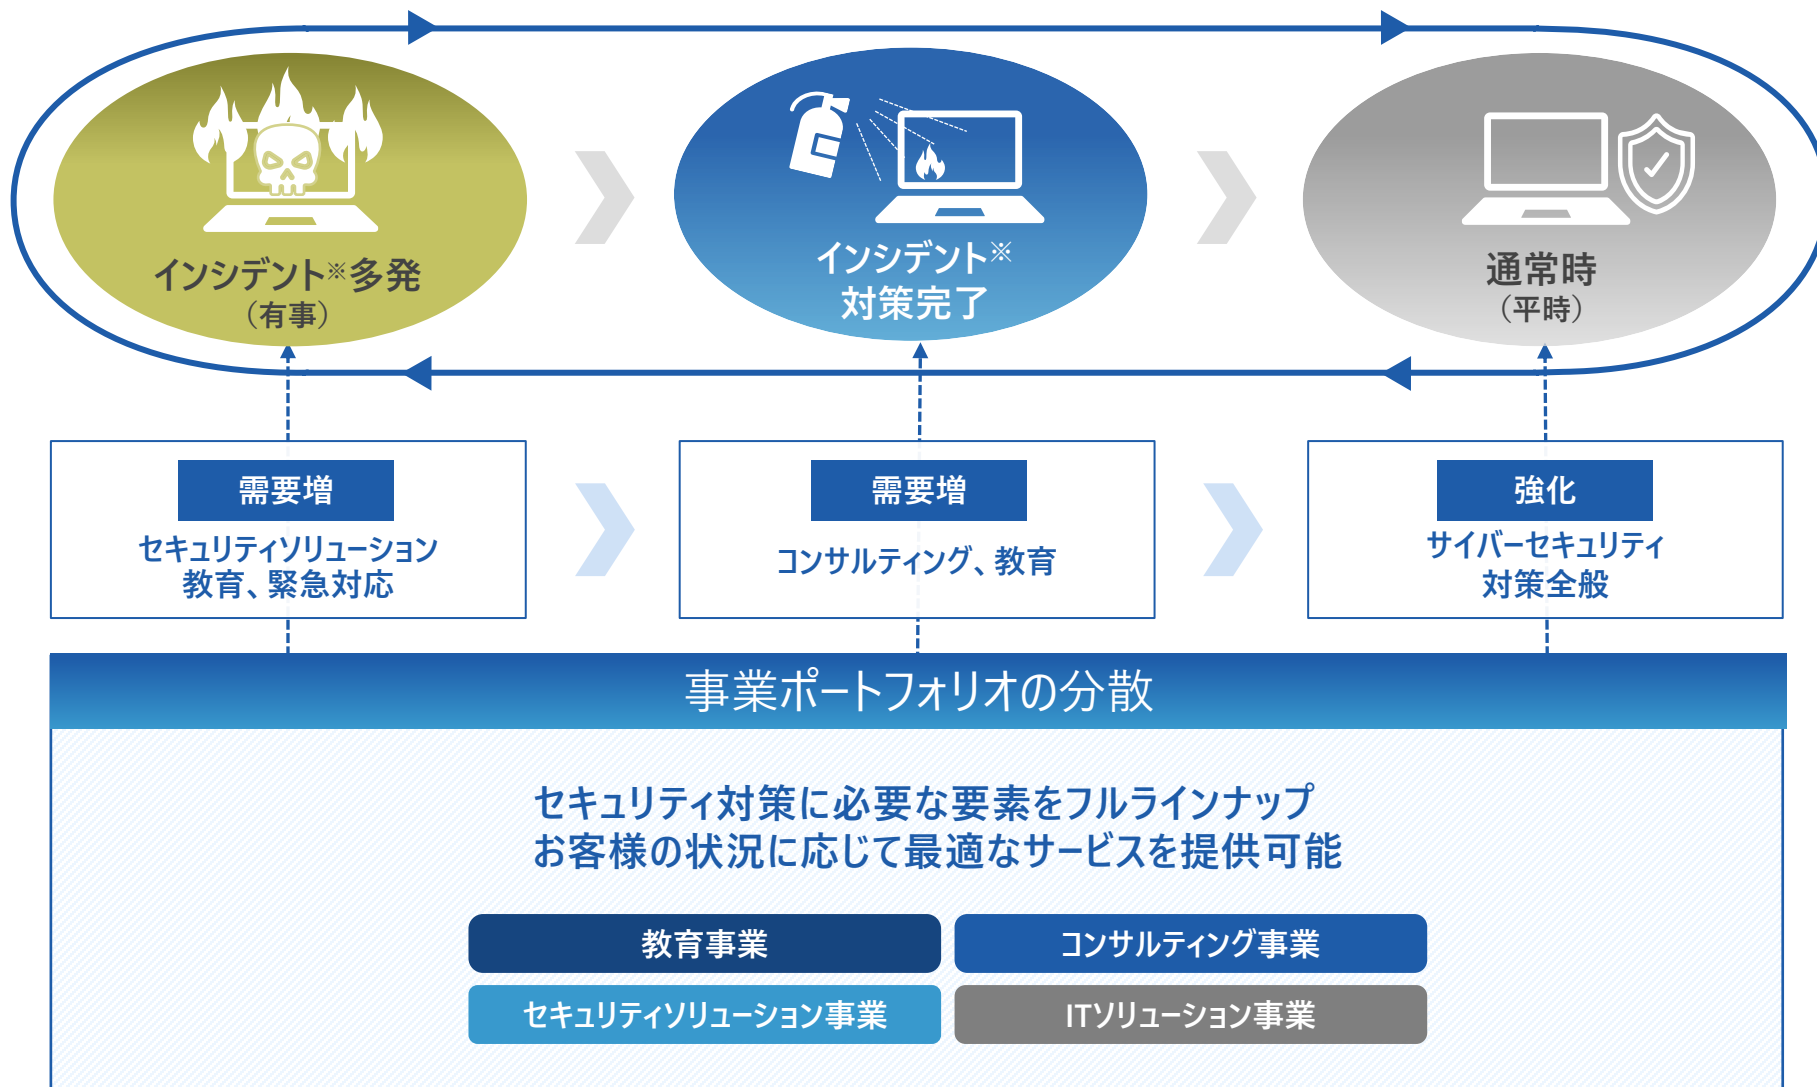 インシデント※多発
（有事）
インシデント※
対策完了
通常時
（平時）
需要増
セキュリティソリューション
教育、緊急対応
需要増
コンサルティング、教育
強化
サイバーセキュリティ
対策全般
事業ポートフォリオの分散
セキュリティ対策に必要な要素をフルラインナップ
お客様の状況に応じて最適なサービスを提供可能
教育事業
コンサルティング事業
セキュリティソリューション事業
ITソリューション事業